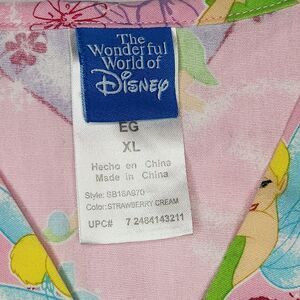 The
Wonderful
World of
Disney
EG
XL
Hecho en China
Made in China
Style: SB16A970
Color: STRAWBERRY CREAM
UPC# 7 2484143211